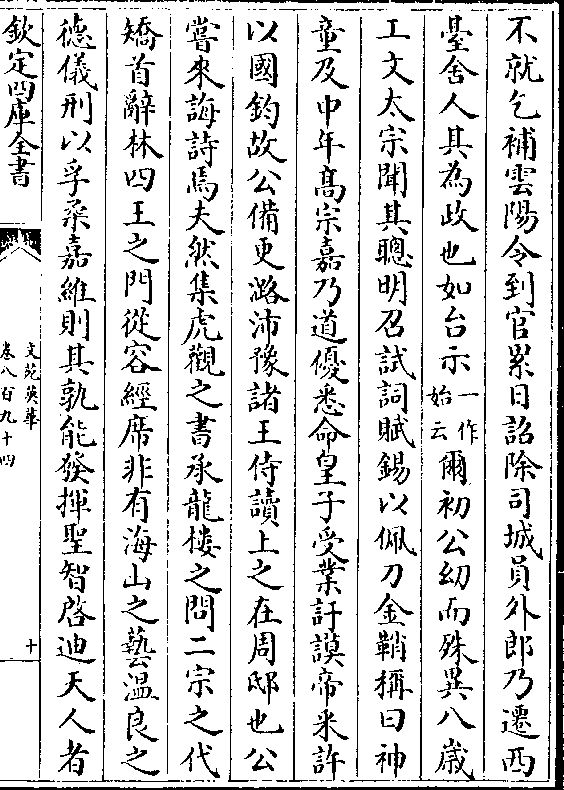 不就乞補雲陽令到官累日詔除司城員外郎乃遷西
臺舍人其為政也如台示一作始云爾初公幼而殊異八歳
工文太宗聞其聰明召試詞賦錫以佩刀金鞘稱曰神
童及中年髙宗嘉乃道優悉命皇子受業訏謨帝采許
以國鈞故公備更潞沛豫諸王侍讀上之在周邸也公
嘗來誨詩焉夫然集虎觀之書承龍樓之問二宗之代
矯首辭林四王之門從容經席非有海山之藝温良之
徳儀刑以孚柔嘉維則其孰能發揮聖智啓迪天人者
欽定四庫全書
文苑英華
卷八百九十四
十